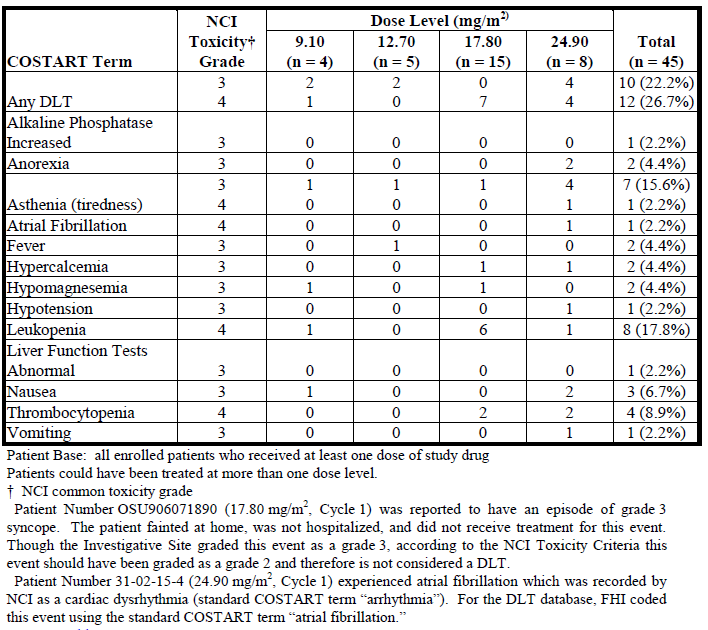 NCI Dose Level (mg/m²)
Toxicity† 9.10 12.70 17.80 24.90 Total
COSTART Term Grade (n = 4) (n = 5) (n = 15) (n = 8) (n = 45)
3 2 2 0 4 10 (22.2%)
Any DLT 4 1 0 7 4 12 (26.7%)
Alkaline Phosphatase
Increased 3 0 0 0 0 1 (2.2%)
Anorexia 3 0 0 0 2 2 (4.4%)
3 1 1 1 4 7 (15.6%)
Asthenia (tiredness) 4 0 0 0 1 1 (2.2%)
Atrial Fibrillation 4 0 0 0 1 1 (2.2%)
Fever 3 0 1 0 0 2 (4.4%)
Hypercalcemia 3 0 0 1 1 2 (4.4%)
Hypomagnesemia 3 1 0 1 0 2 (4.4%)
Hypotension 3 0 0 0 1 1 (2.2%)
Leukopenia 4 1 0 6 1 8 (17.8%)
Liver Function Tests
Abnormal 3 0 0 0 0 1 (2.2%)
Nausea 3 1 0 0 2 3 (6.7%)
Thrombocytopenia 4 0 0 2 2 4 (8.9%)
Vomiting 3 0 0 0 1 1 (2.2%)
Patient Base: all enrolled patients who received at least one dose of study drug
Patients could have been treated at more than one dose level.
† NCI common toxicity grade
Patient Number OSU906071890 (17.80 mg/m², Cycle 1) was reported to have an episode of grade 3
syncope. The patient fainted at home, was not hospitalized, and did not receive treatment for this event.
Though the Investigative Site graded this event as a grade 3, according to the NCI Toxicity Criteria this
event should have been graded as a grade 2 and therefore is not considered a DLT.
Patient Number 31-02-15-4 (24.90 mg/m², Cycle 1) experienced atrial fibrillation which was recorded by
NCI as a cardiac dysrhythmia (standard COSTART term “arrhythmia”). For the DLT database, FHI coded
this event using the standard COSTART term “atrial fibrillation.”